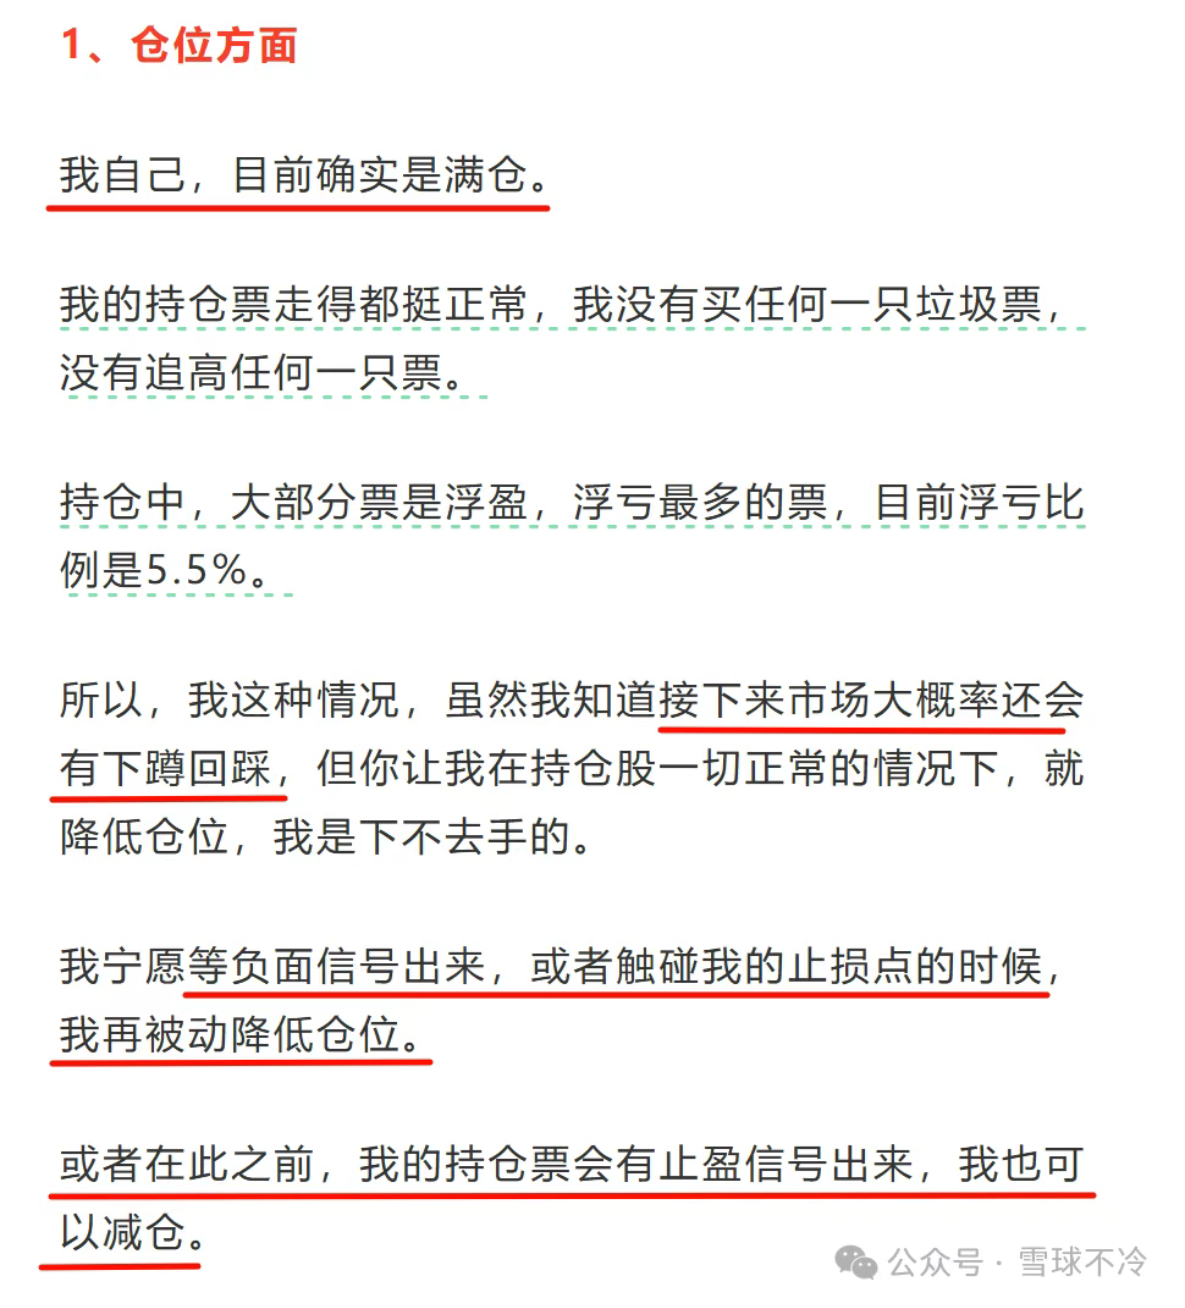 1、仓位方面
我自己，目前确实是满仓。
我的持仓票走得都挺正常，我没有买任何一只垃圾票，
没有追高任何一只票。
持仓中，大部分票是浮盈，浮亏最多的票，目前浮亏比
例是5.5%。
所以，我这种情况，虽然我知道接下来市场大概率还会
有下蹲回踩，但你让我在持仓股一切正常的情况下，就
降低仓位，我是下不去手的。
我宁愿等负面信号出来，或者触碰我的止损点的时候，
我再被动降低仓位。
或者在此之前，我的持仓票会有止盈信号出来，我也可
以减仓。
公众号·雪球不冷